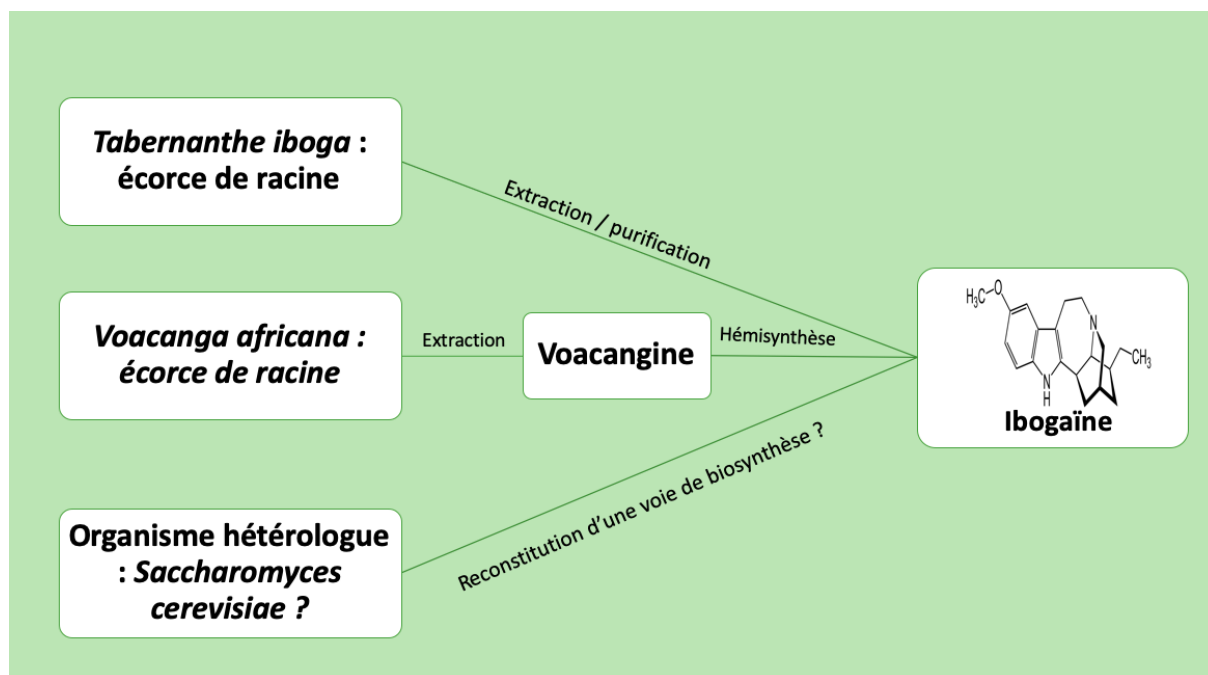 Tabernanthe iboga :
écorce de racine
Extraction / purification
Voacanga africana :
écorce de racine
Extraction
Voacangine
Hémisynthèse
H₃C
O
N
CH₃
N
H
Ibogaïne
Reconstitution d’une voie de biosynthèse ?
Organisme hétérologue
: Saccharomyces
cerevisiae ?